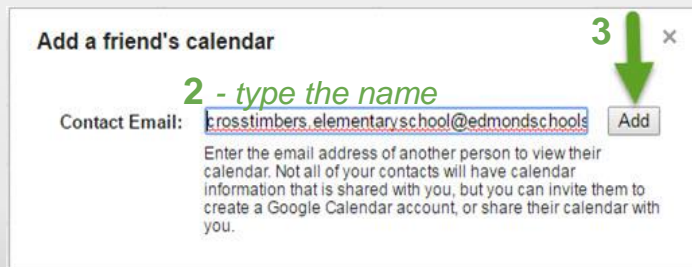 Add a friend's calendar
3 ×
2 - type the name
Contact Email: crosstimbers.elementaryschool@edmondschools Add
Enter the email address of another person to view their
calendar. Not all of your contacts will have calendar
information that is shared with you, but you can invite them to
create a Google Calendar account, or share their calendar with
you.